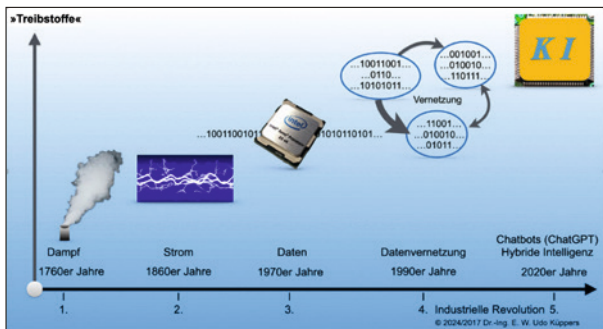 »Treibstoffe«
KI
…10011001…
…0110…
…10101011…
…001001…
…010010…
…110111…
Vernetzung
…11001…
…010010…
…01011…
…1001100101
intel
1010110101…
Dampf
1760er Jahre
Strom
1860er Jahre
Daten
1970er Jahre
Datenvernetzung
1990er Jahre
Chatbots (ChatGPT)
Hybride Intelligenz
2020er Jahre
1. 2. 3. 4. Industrielle Revolution 5.
© 2024/2017 Dr.-Ing. E. W. Udo Küppers